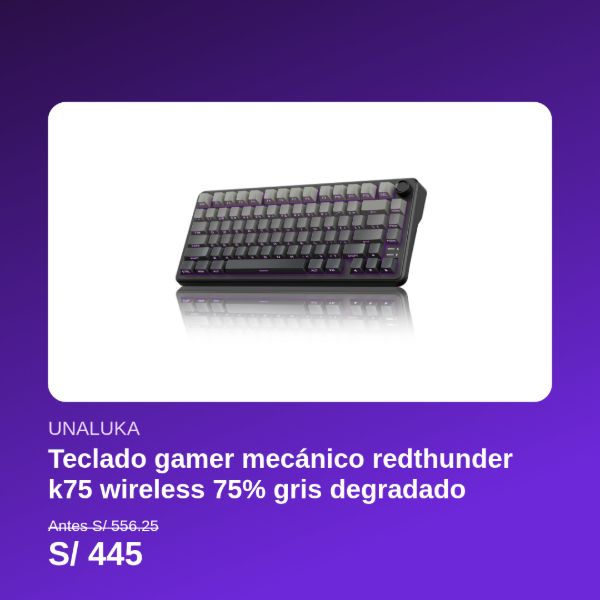 UNALUKA
Teclado gamer mecánico redthunder
k75 wireless 75% gris degradado
Antes S/ 556.25
S/ 445